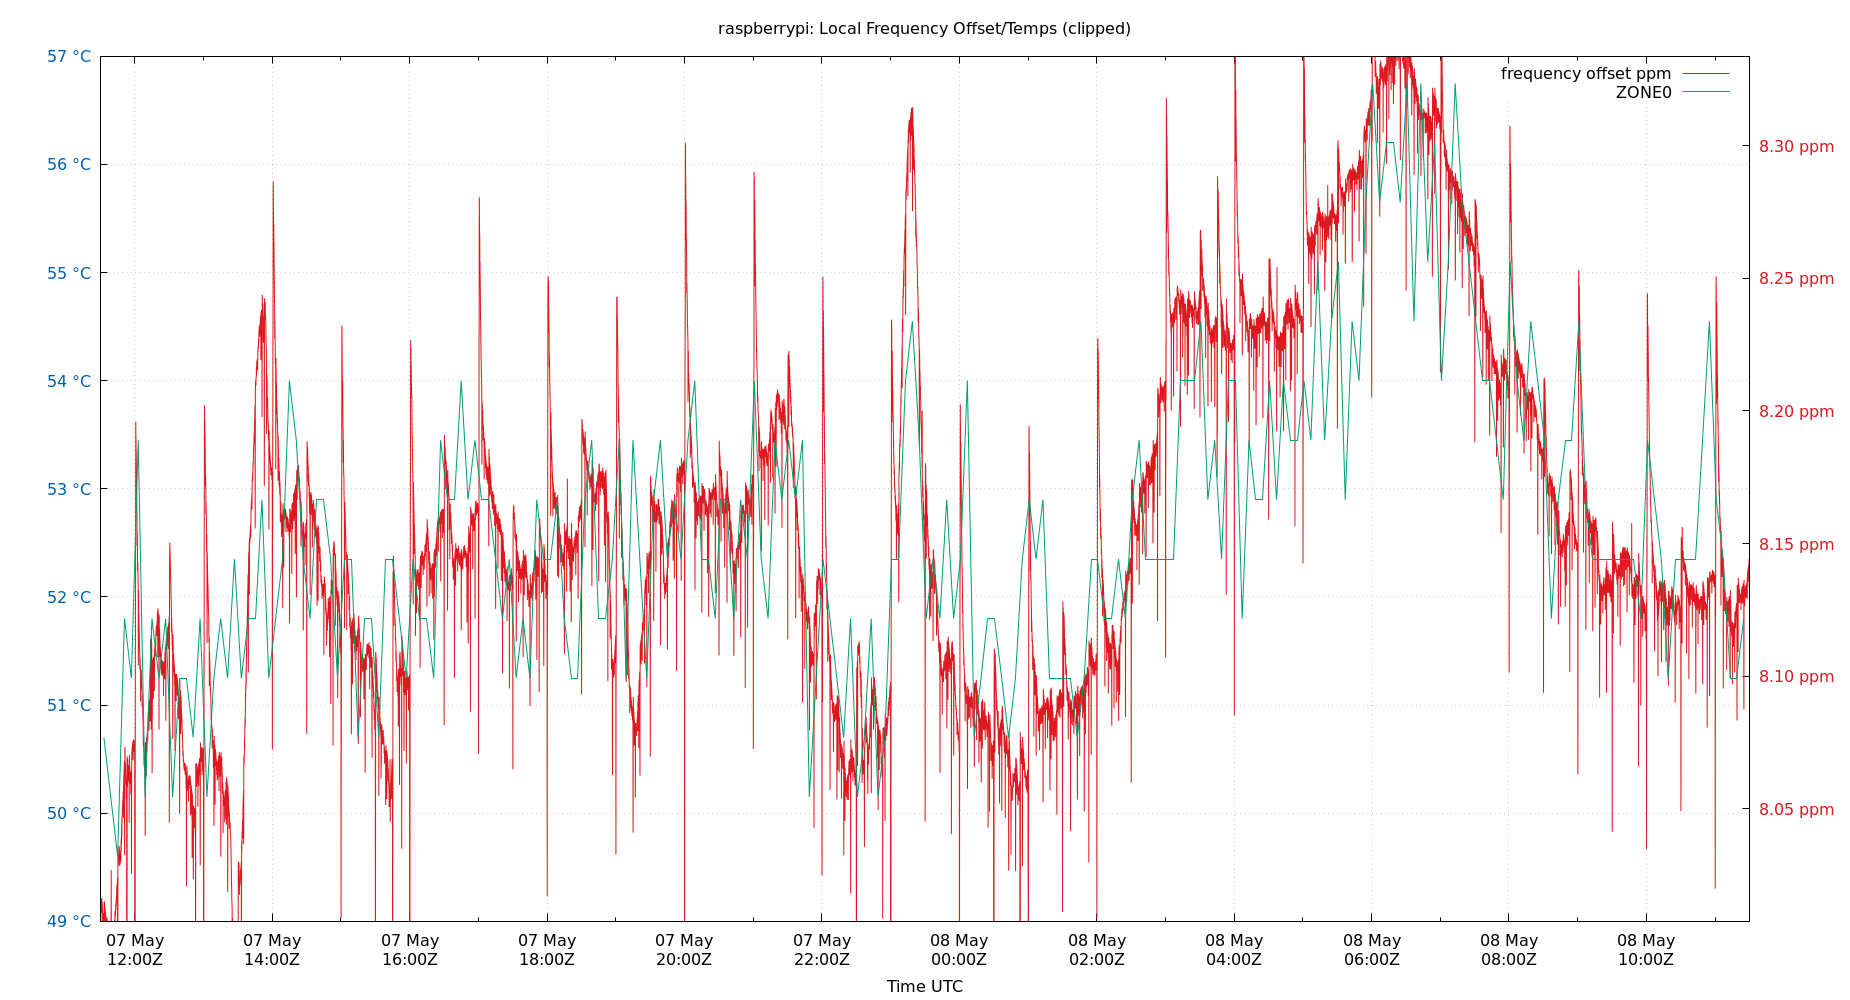 raspberrypi: Local Frequency Offset/Temps (clipped)
57 °C
56 °C
55 °C
54 °C
53 °C
52 °C
51 °C
50 °C
49 °C
frequency offset ppm
ZONE0
8.30 ppm
8.25 ppm
8.20 ppm
8.15 ppm
8.10 ppm
8.05 ppm
07 May 07 May 07 May 07 May 07 May 07 May 08 May 08 May 08 May 08 May 08 May 08 May
12:00Z 14:00Z 16:00Z 18:00Z 20:00Z 22:00Z 00:00Z 02:00Z 04:00Z 06:00Z 08:00Z 10:00Z
Time UTC